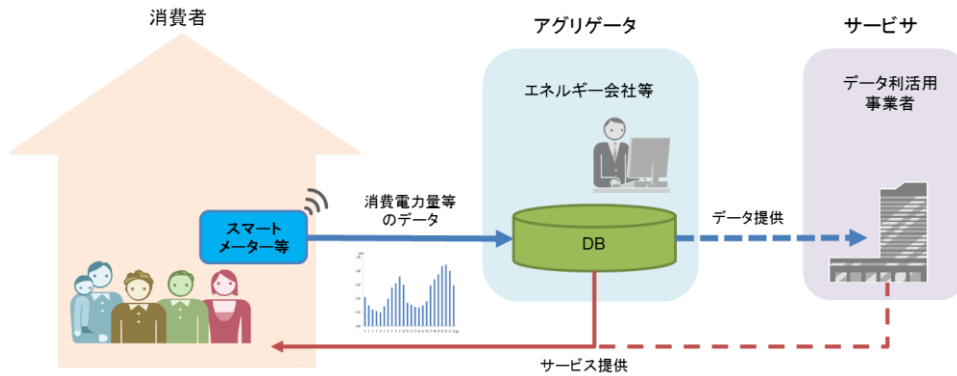 消費者
アグリゲータ
サービサ
エネルギー会社等
データ利活用
事業者
スマート
メーター等
消費電力量等
のデータ
DB
データ提供
サービス提供